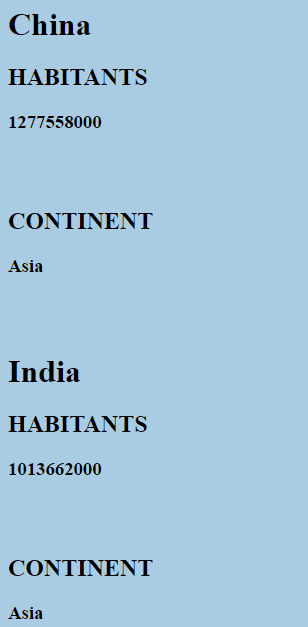 China
HABITANTS
1277558000
CONTINENT
Asia
India
HABITANTS
1013662000
CONTINENT
Asia